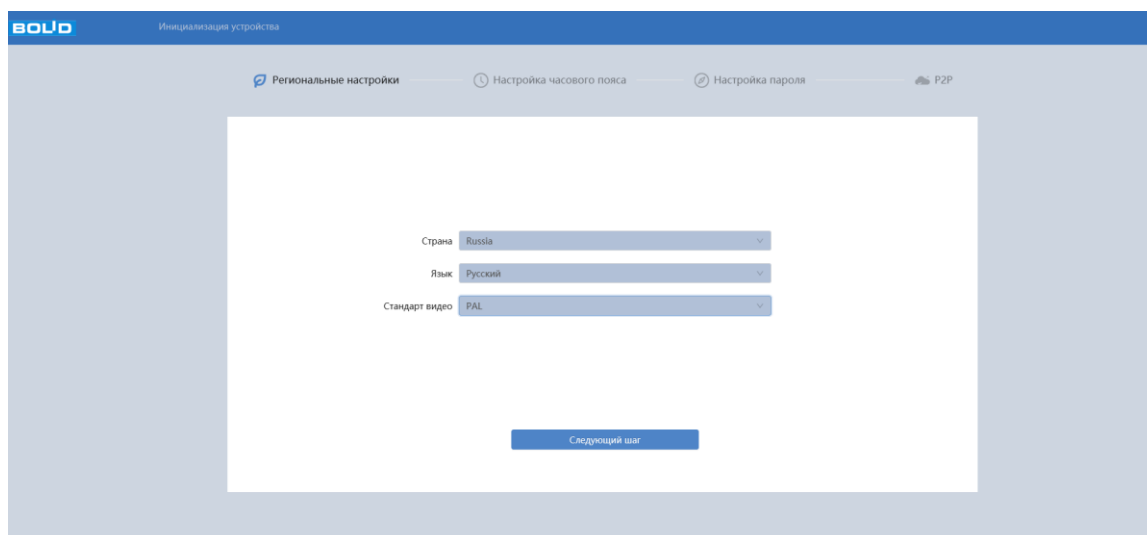 BOLID
Инициализация устройства
Региональные настройки
Настройка часового пояса
Настройка пароля
P2P
Страна Russia
Язык Русский
Стандарт видео PAL
Следующий шаг